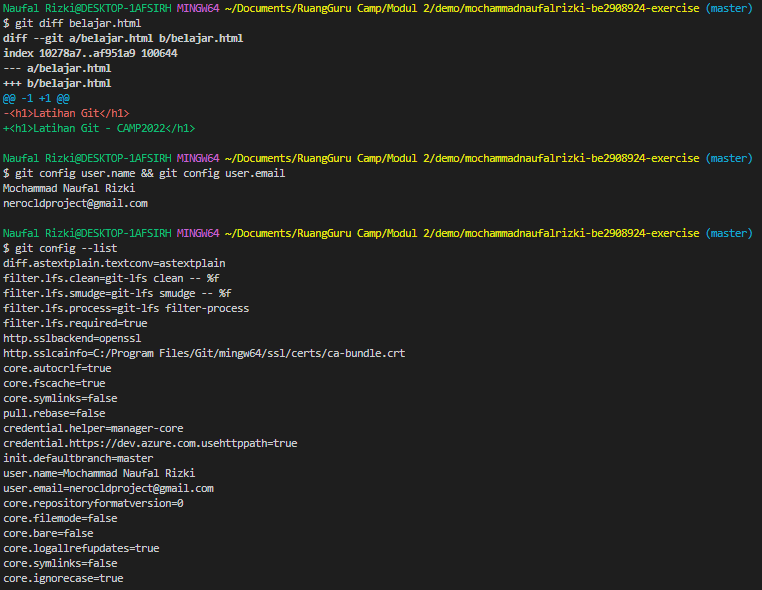 Naufal Rizki@DESKTOP-1AFSIRH MINGW64 ~/Documents/RuangGuru Camp/Modul 2/demo/mochammadnaufalrizki-be2908924-exercise (master)
$ git diff belajar.html
diff --git a/belajar.html b/belajar.html
index 10278a7..af951a9 100644
--- a/belajar.html
+++ b/belajar.html
@@ -1 +1 @@
-<h1>Latihan Git</h1>
+<h1>Latihan Git - CAMP2022</h1>
Naufal Rizki@DESKTOP-1AFSIRH MINGW64 ~/Documents/RuangGuru Camp/Modul 2/demo/mochammadnaufalrizki-be2908924-exercise (master)
$ git config user.name && git config user.email
Mochammad Naufal Rizki
nerocldproject@gmail.com
Naufal Rizki@DESKTOP-1AFSIRH MINGW64 ~/Documents/RuangGuru Camp/Modul 2/demo/mochammadnaufalrizki-be2908924-exercise (master)
$ git config --list
diff.astextplain.textconv=astextplain
filter.lfs.clean=git-lfs clean -- %f
filter.lfs.smudge=git-lfs smudge -- %f
filter.lfs.process=git-lfs filter-process
filter.lfs.required=true
http.sslbackend=openssl
http.sslcainfo=C:/Program Files/Git/mingw64/ssl/certs/ca-bundle.crt
core.autocrlf=true
core.fscache=true
core.symlinks=false
pull.rebase=false
credential.helper=manager-core
credential.https://dev.azure.com.usehttppath=true
init.defaultbranch=master
user.name=Mochammad Naufal Rizki
user.email=nerocldproject@gmail.com
core.repositoryformatversion=0
core.filemode=false
core.bare=false
core.logallrefupdates=true
core.symlinks=false
core.ignorecase=true